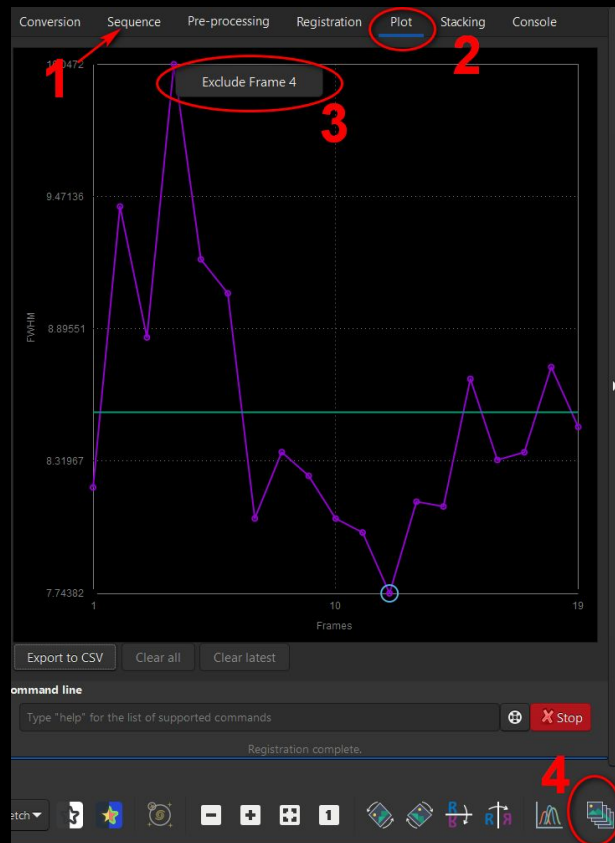 Conversion Sequence Pre-processing Registration Plot Stacking Console
1 2
Exclude Frame 4
3
9.47136
FWHM
8.89551
8.31967
7.74382
1 10 19
Frames
Export to CSV Clear all Clear latest
ommand line
Type "help" for the list of supported commands Stop
Registration complete.
4
etch 1 R R R R